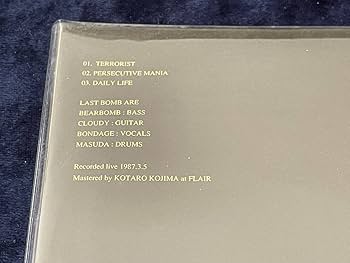 01. TERRORIST
02. PERSECUTIVE MANIA
03. DAILY LIFE
LAST BOMB ARE
BEARBOMB : BASS
CLOUDY : GUITAR
BONDAGE : VOCALS
MASUDA : DRUMS
Recorded live 1987.3.5
Mastered by KOTARO KOJIMA at FLAIR